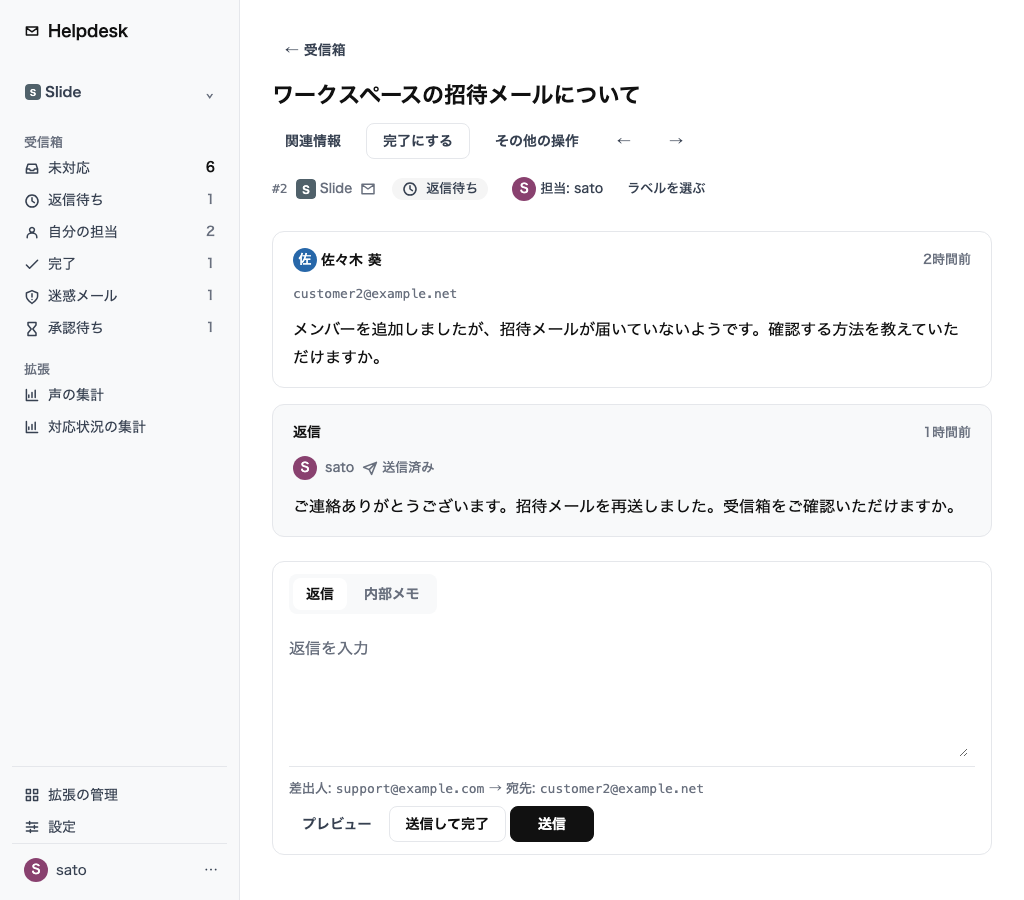 Helpdesk
S Slide
受信箱
未対応 6
返信待ち 1
自分の担当 2
完了 1
迷惑メール 1
承認待ち 1
拡張
声の集計
対応状況の集計
拡張の管理
設定
S sato ...
← 受信箱
ワークスペースの招待メールについて
関連情報 完了にする その他の操作 ← →
#2 S Slide 返信待ち S 担当: sato ラベルを選ぶ
佐 佐々木 葵 2時間前
customer2@example.net
メンバーを追加しましたが、招待メールが届いていないようです。確認する方法を教えていた
だけますか。
返信 1時間前
S sato 送信済み
ご連絡ありがとうございます。招待メールを再送しました。受信箱をご確認いただけますか。
返信 内部メモ
返信を入力
差出人: support@example.com → 宛先: customer2@example.net
プレビュー 送信して完了 送信